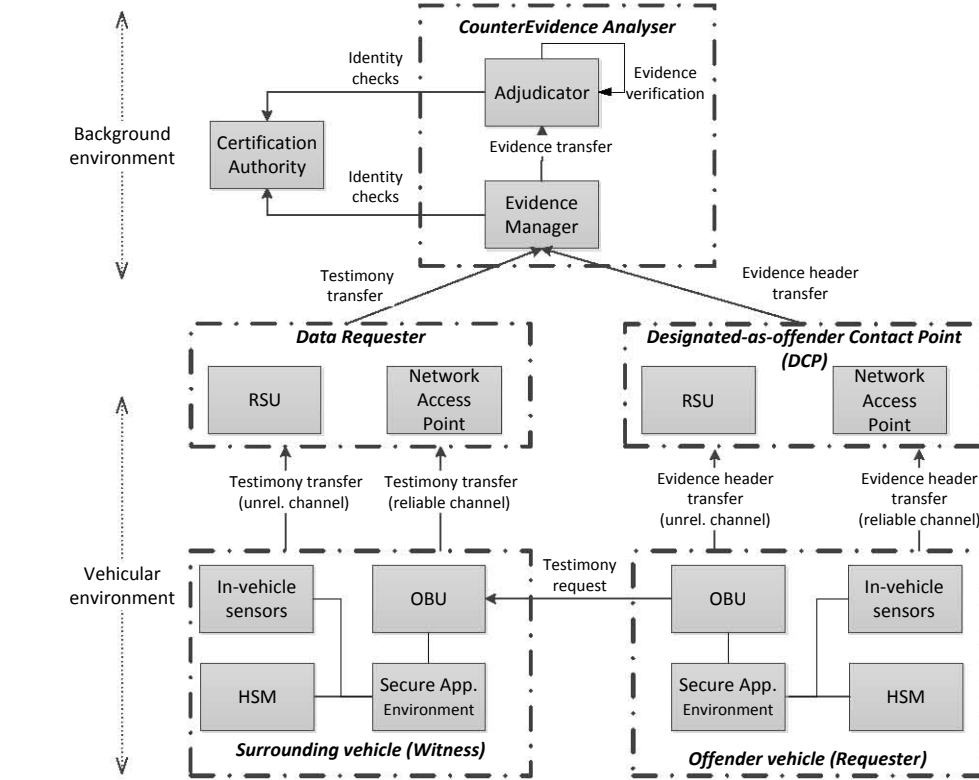 CounterEvidence Analyser
Identity
checks
Adjudicator
Evidence
verification
Background
environment
Certification
Authority
Evidence transfer
Identity
checks
Evidence
Manager
Testimony
transfer
Evidence header
transfer
Data Requester
Designated-as-offender Contact Point
(DCP)
RSU
Network
Access
Point
RSU
Network
Access
Point
Testimony transfer
(unrel. channel)
Testimony transfer
(reliable channel)
Evidence header
transfer
(unrel. channel)
Evidence header
transfer
(reliable channel)
Vehicular
environment
In-vehicle
sensors
OBU
Testimony
request
OBU
In-vehicle
sensors
HSM
Secure App.
Environment
Secure App.
Environment
HSM
Surrounding vehicle (Witness)
Offender vehicle (Requester)